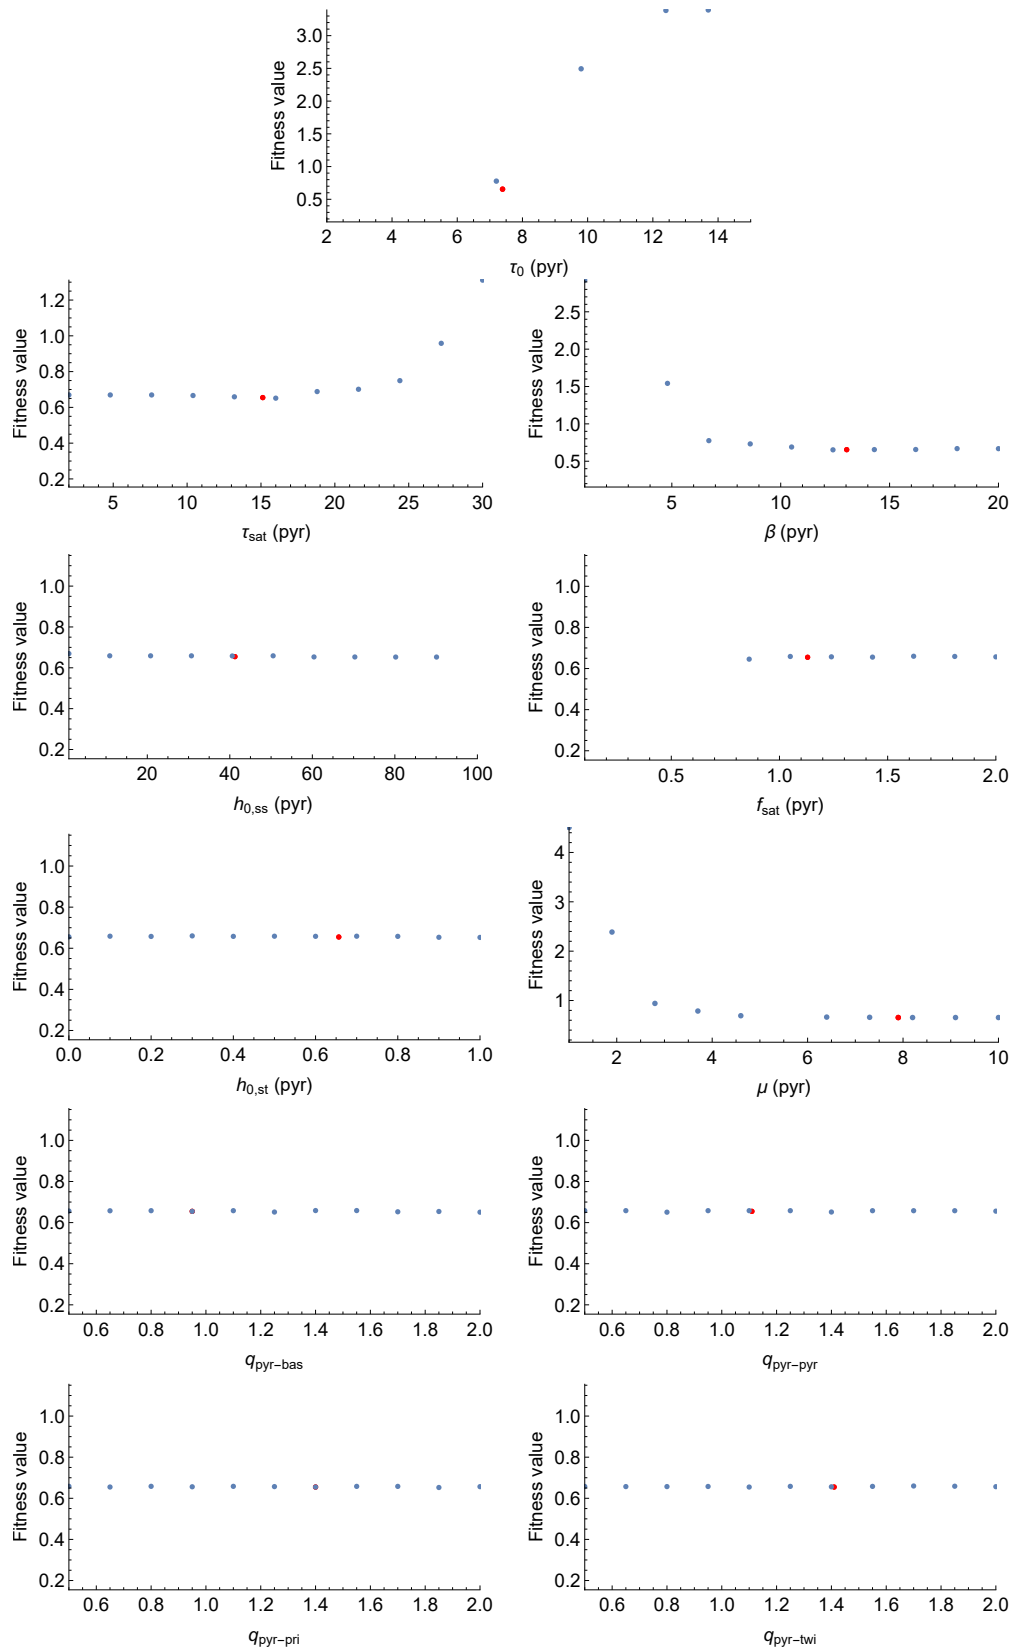 Fitness value
3.0
2.5
2.0
1.5
1.0
0.5
2 4 6 8 10 12 14
τ0 (pyr)
Fitness value
1.2
1.0
0.8
0.6
0.4
0.2
5 10 15 20 25 30
τsat (pyr)
Fitness value
2.5
2.0
1.5
1.0
0.5
5 10 15 20
β (pyr)
Fitness value
1.0
0.8
0.6
0.4
0.2
20 40 60 80 100
h0,ss (pyr)
Fitness value
1.0
0.8
0.6
0.4
0.2
0.5 1.0 1.5 2.0
fsat (pyr)
Fitness value
1.0
0.8
0.6
0.4
0.2
0.0 0.2 0.4 0.6 0.8 1.0
h0,st (pyr)
Fitness value
4
3
2
1
2 4 6 8 10
μ (pyr)
Fitness value
1.0
0.8
0.6
0.4
0.2
0.6 0.8 1.0 1.2 1.4 1.6 1.8 2.0
qpyr−bas
Fitness value
1.0
0.8
0.6
0.4
0.2
0.6 0.8 1.0 1.2 1.4 1.6 1.8 2.0
qpyr−pyr
Fitness value
1.0
0.8
0.6
0.4
0.2
0.6 0.8 1.0 1.2 1.4 1.6 1.8 2.0
qpyr−pri
Fitness value
1.0
0.8
0.6
0.4
0.2
0.6 0.8 1.0 1.2 1.4 1.6 1.8 2.0
qpyr−twi